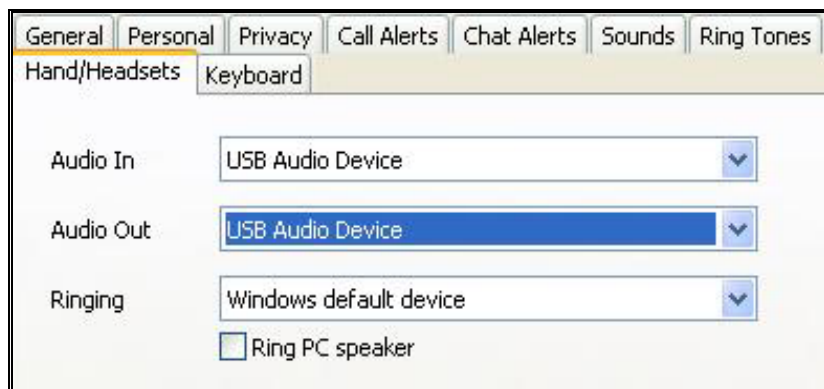 General Personal Privacy Call Alerts Chat Alerts Sounds Ring Tones
Hand/Headsets Keyboard
Audio In USB Audio Device
Audio Out USB Audio Device
Ringing Windows default device
Ring PC speaker